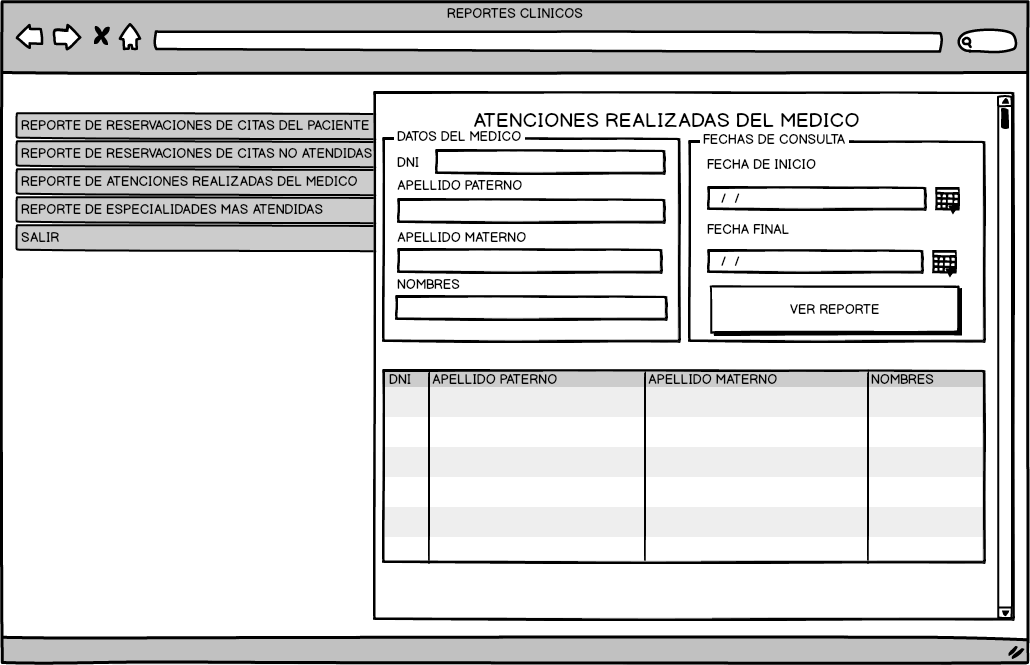 REPORTES CLINICOS
REPORTE DE RESERVACIONES DE CITAS DEL PACIENTE
REPORTE DE RESERVACIONES DE CITAS NO ATENDIDAS
REPORTE DE ATENCIONES REALIZADAS DEL MEDICO
REPORTE DE ESPECIALIDADES MAS ATENDIDAS
SALIR
ATENCIONES REALIZADAS DEL MEDICO
DATOS DEL MEDICO
DNI
APELLIDO PATERNO
APELLIDO MATERNO
NOMBRES
FECHAS DE CONSULTA
FECHA DE INICIO
/ /
FECHA FINAL
/ /
VER REPORTE
DNI APELLIDO PATERNO APELLIDO MATERNO NOMBRES